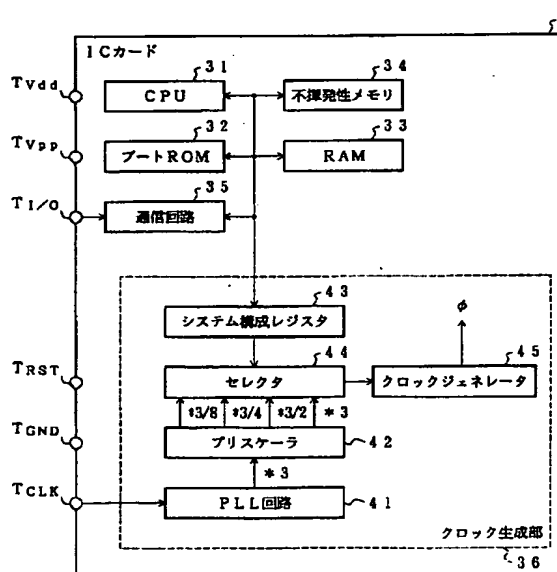 ICカード
TVdd
31
CPU
34
不揮発性メモリ
TVpp
32
ブートROM
33
RAM
TI/O
35
通信回路
43
システム構成レジスタ
φ
TRST
44
セレクタ
45
クロックジェネレータ
*3/8 *3/4 *3/2 *3
TGND
プリスケーラ
42
*3
TCLK
PLL回路
41
クロック生成部
36